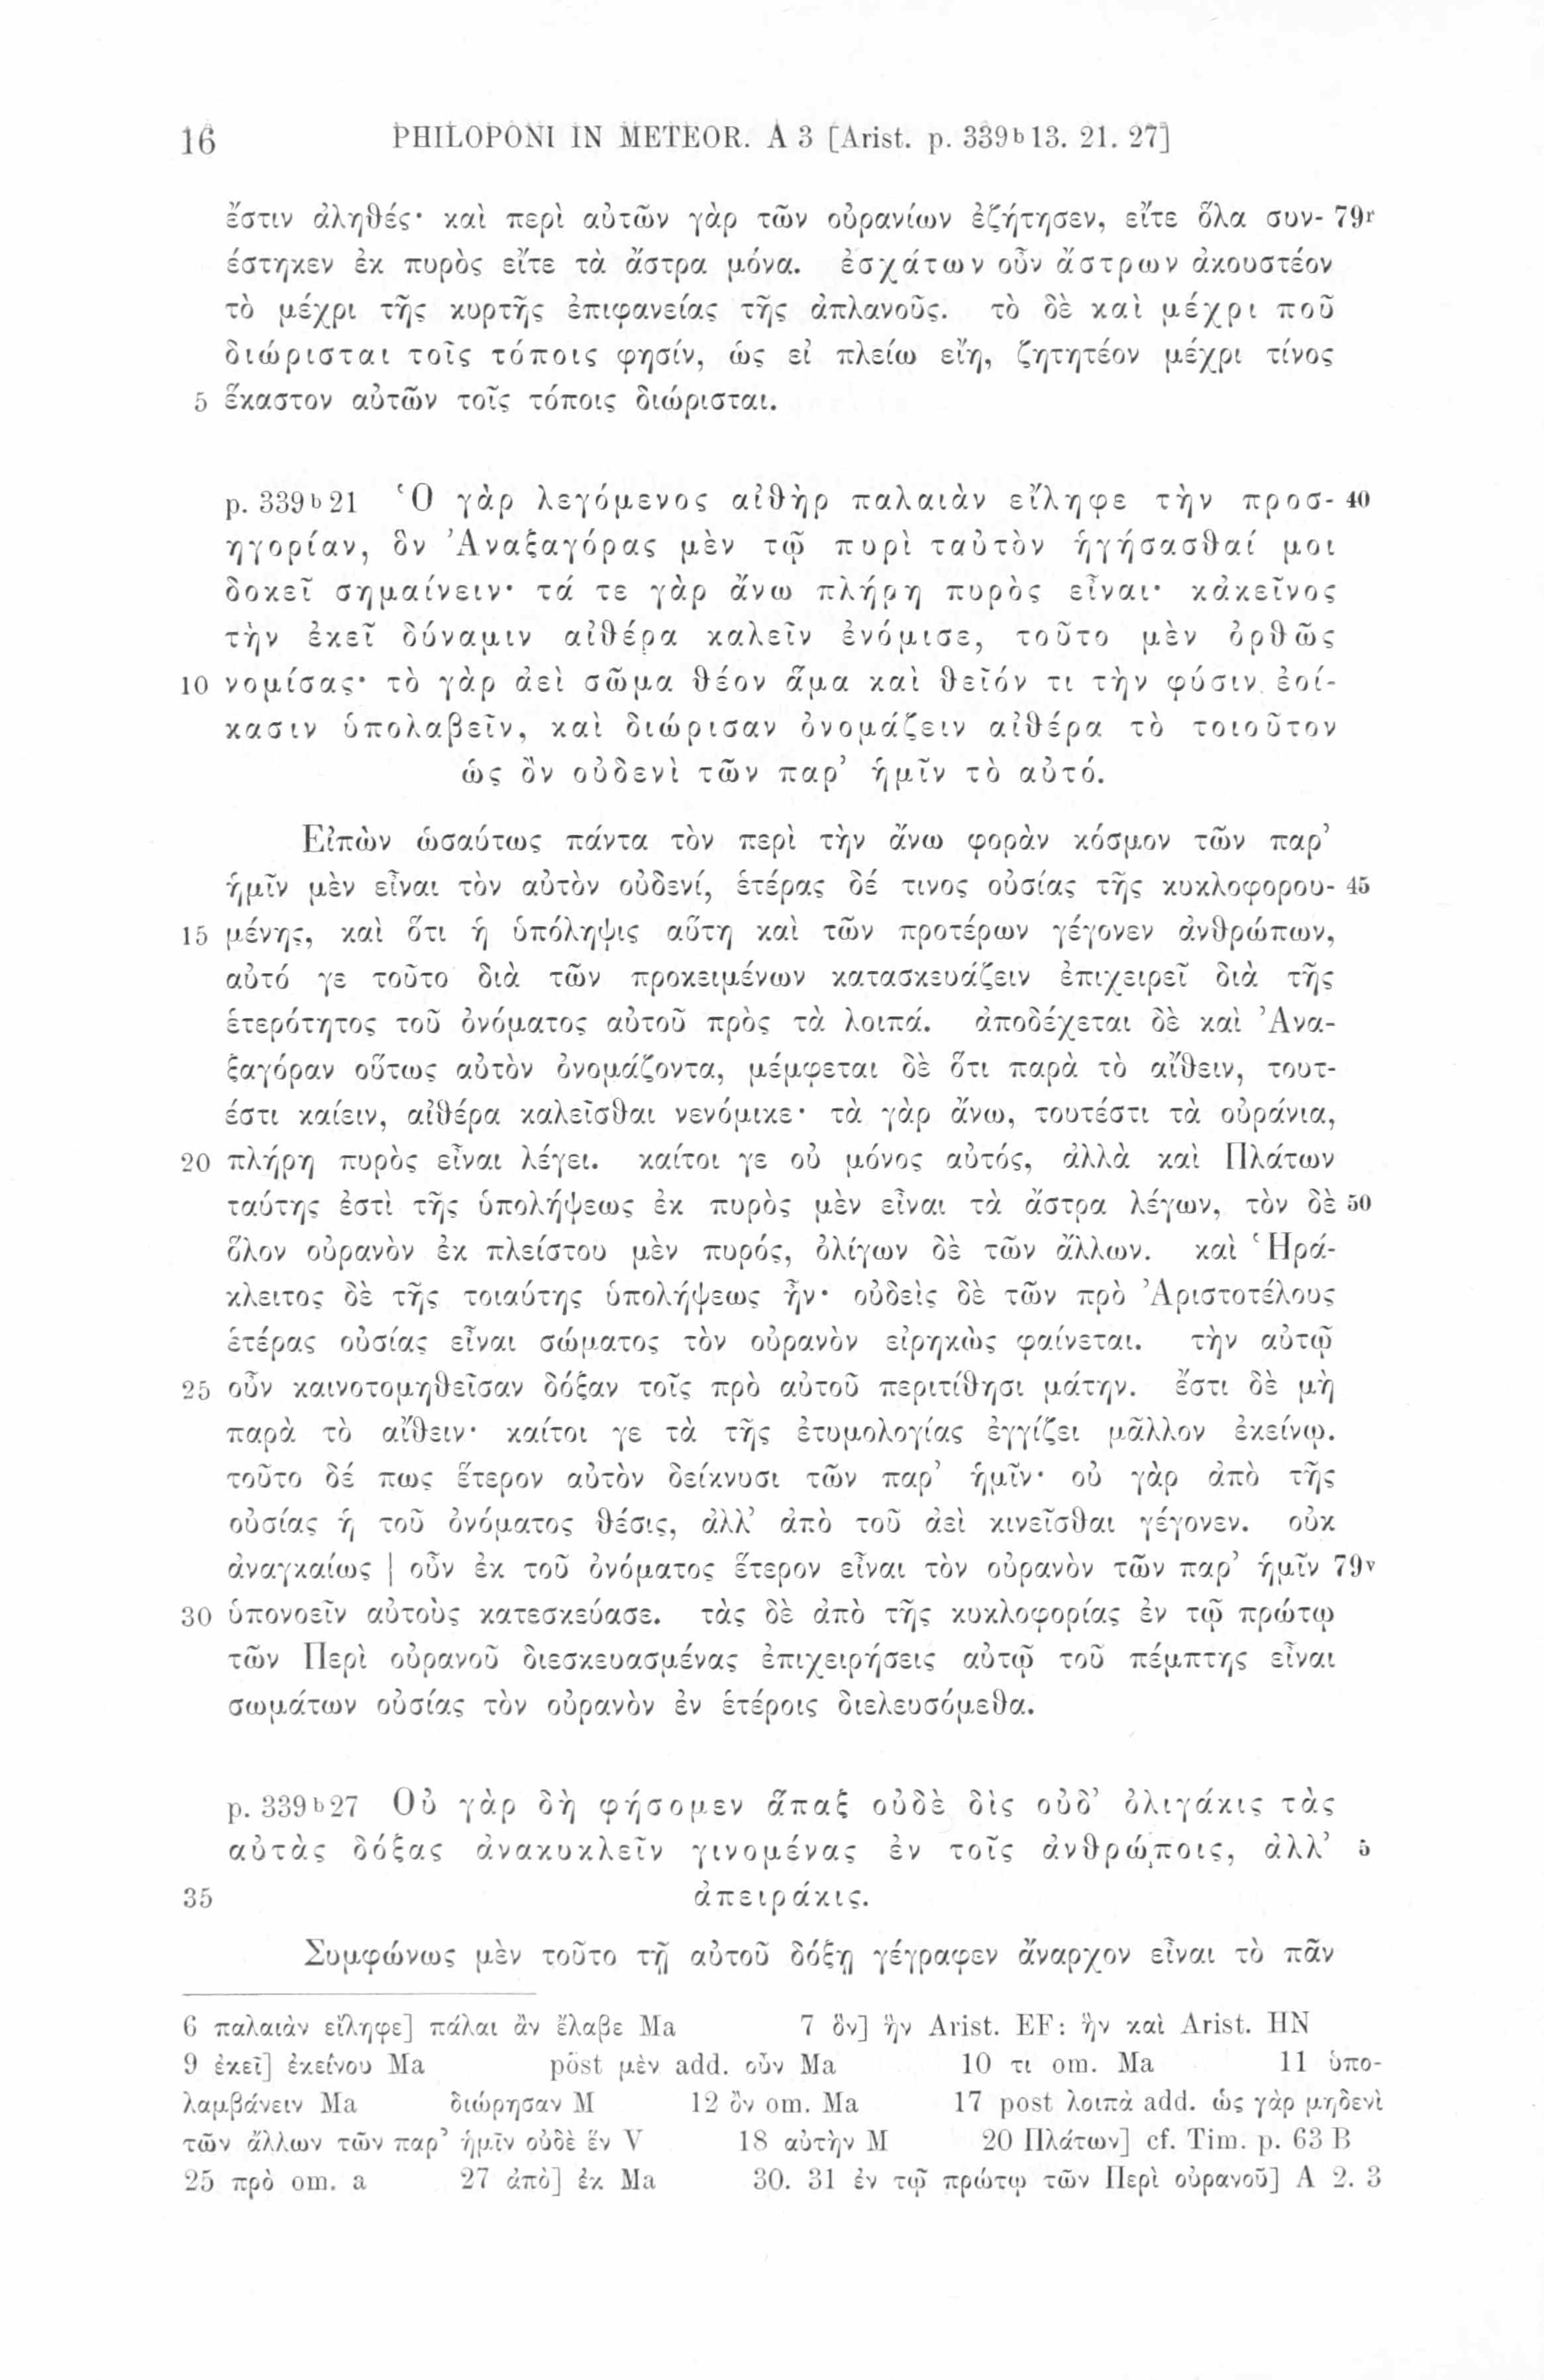 16 PHILOPONI IN METEOR. A 3 [Arist. p. 339ᵇ13. 21. 27]
ἔστιν ἀληθές· καὶ περὶ αὐτῶν γὰρ τῶν οὐρανίων ἐζήτησεν, εἴτε ὅλα συν- 79ʳ
έστηκεν ἐκ πυρὸς εἴτε τὰ ἄστρα μόνα. ἐσχάτων οὖν ἄστρων ἀκουστέον
τὸ μέχρι τῆς κυρτῆς ἐπιφανείας τῆς ἀπλανοῦς. τὸ δὲ καὶ μέχρι ποῦ
διώρισται τοῖς τόποις φησίν, ὡς εἰ πλείω εἴη, ζητητέον μέχρι τίνος
5 ἕκαστον αὐτῶν τοῖς τόποις διώρισται.
p. 339ᵇ21 Ὁ γὰρ λεγόμενος αἰθὴρ παλαιὰν εἴληφε τὴν προσ- 40
ηγορίαν, ὃν Ἀναξαγόρας μὲν τῷ πυρὶ ταὐτὸν ἡγήσασθαί μοι
δοκεῖ σημαίνειν· τά τε γὰρ ἄνω πλήρη πυρὸς εἶναι· κἀκεῖνος
τὴν ἐκεῖ δύναμιν αἰθέρα καλεῖν ἐνόμισε, τοῦτο μὲν ὀρθῶς
10 νομίσας· τὸ γὰρ ἀεὶ σῶμα θέον ἅμα καὶ θεῖόν τι τὴν φύσιν ἐοί-
κασιν ὑπολαβεῖν, καὶ διώρισαν ὀνομάζειν αἰθέρα τὸ τοιοῦτον
ὡς ὂν οὐδενὶ τῶν παρ’ ἡμῖν τὸ αὐτό.
Εἰπὼν ὡσαύτως πάντα τὸν περὶ τὴν ἄνω φορὰν κόσμον τῶν παρ’
ἡμῖν μὲν εἶναι τὸν αὐτὸν οὐδενί, ἑτέρας δέ τινος οὐσίας τῆς κυκλοφορου- 45
15 μένης, καὶ ὅτι ἡ ὑπόληψις αὕτη καὶ τῶν προτέρων γέγονεν ἀνθρώπων,
αὐτό γε τοῦτο διὰ τῶν προκειμένων κατασκευάζειν ἐπιχειρεῖ διὰ τῆς
ἑτερότητος τοῦ ὀνόματος αὐτοῦ πρὸς τὰ λοιπά. ἀποδέχεται δὲ καὶ Ἀνα-
ξαγόραν οὕτως αὐτὸν ὀνομάζοντα, μέμφεται δὲ ὅτι παρὰ τὸ αἴθειν, τουτ-
έστι καίειν, αἰθέρα καλεῖσθαι νενόμικε· τὰ γὰρ ἄνω, τουτέστι τὰ οὐράνια,
20 πλήρη πυρὸς εἶναι λέγει. καίτοι γε οὐ μόνος αὐτός, ἀλλὰ καὶ Πλάτων
ταύτης ἐστὶ τῆς ὑπολήψεως ἐκ πυρὸς μὲν εἶναι τὰ ἄστρα λέγων, τὸν δὲ 50
ὅλον οὐρανὸν ἐκ πλείστου μὲν πυρός, ὀλίγων δὲ τῶν ἄλλων. καὶ Ἡρά-
κλειτος δὲ τῆς τοιαύτης ὑπολήψεως ἦν· οὐδεὶς δὲ τῶν πρὸ Ἀριστοτέλους
ἑτέρας οὐσίας εἶναι σώματος τὸν οὐρανὸν εἰρηκὼς φαίνεται. τὴν αὐτῷ
25 οὖν καινοτομηθεῖσαν δόξαν τοῖς πρὸ αὐτοῦ περιτίθησι μάτην. ἔστι δὲ μὴ
παρὰ τὸ αἴθειν· καίτοι γε τὰ τῆς ἐτυμολογίας ἐγγίζει μᾶλλον ἐκείνῳ.
τοῦτο δέ πως ἕτερον αὐτὸν δείκνυσι τῶν παρ’ ἡμῖν· οὐ γὰρ ἀπὸ τῆς
οὐσίας ἡ τοῦ ὀνόματος θέσις, ἀλλ’ ἀπὸ τοῦ ἀεὶ κινεῖσθαι γέγονεν. οὐκ
ἀναγκαίως | οὖν ἐκ τοῦ ὀνόματος ἕτερον εἶναι τὸν οὐρανὸν τῶν παρ’ ἡμῖν 79ᵛ
30 ὑπονοεῖν αὐτοὺς κατεσκεύασε. τὰς δὲ ἀπὸ τῆς κυκλοφορίας ἐν τῷ πρώτῳ
τῶν Περὶ οὐρανοῦ διεσκευασμένας ἐπιχειρήσεις αὐτῷ τοῦ πέμπτης εἶναι
σωμάτων οὐσίας τὸν οὐρανὸν ἐν ἑτέροις διελευσόμεθα.
p. 339ᵇ27 Οὐ γὰρ δὴ φήσομεν ἅπαξ οὐδὲ δὶς οὐδ’ ὀλιγάκις τὰς
αὐτὰς δόξας ἀνακυκλεῖν γινομένας ἐν τοῖς ἀνθρώποις, ἀλλ’ 5
35 ἀπειράκις.
Συμφώνως μὲν τοῦτο τῇ αὐτοῦ δόξῃ γέγραφεν ἄναρχον εἶναι τὸ πᾶν
6 παλαιὰν εἴληφε] πάλαι ἂν ἔλαβε Ma 7 ὃν] ἣν Arist. EF: ἣν καὶ Arist. HN
9 ἐκεῖ] ἐκείνου Ma post μὲν add. οὖν Ma 10 τι om. Ma 11 ὑπο-
λαμβάνειν Ma διώρησαν M 12 ὂν om. Ma 17 post λοιπὰ add. ὡς γὰρ μηδενὶ
τῶν ἄλλων τῶν παρ’ ἡμῖν οὐδὲ ἓν V 18 αὐτὴν M 20 Πλάτων] cf. Tim. p. 63 B
25 πρὸ om. a 27 ἀπὸ] ἐκ Ma 30. 31 ἐν τῷ πρώτῳ τῶν Περὶ οὐρανοῦ] A 2. 3